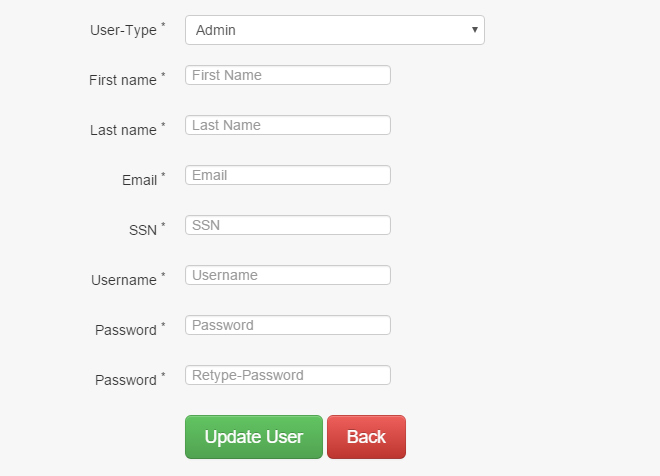 User-Type * Admin
First name * First Name
Last name * Last Name
Email * Email
SSN * SSN
Username * Username
Password * Password
Password * Retype-Password
Update User Back